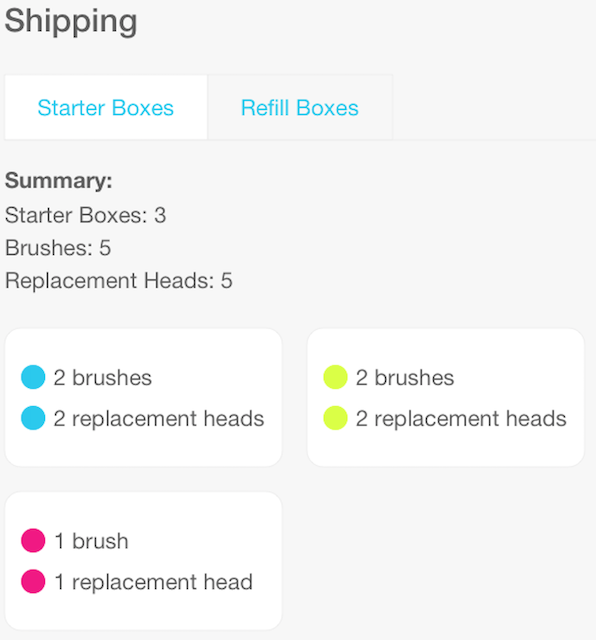 Shipping
Starter Boxes Refill Boxes
Summary:
Starter Boxes: 3
Brushes: 5
Replacement Heads: 5
2 brushes
2 replacement heads
2 brushes
2 replacement heads
1 brush
1 replacement head